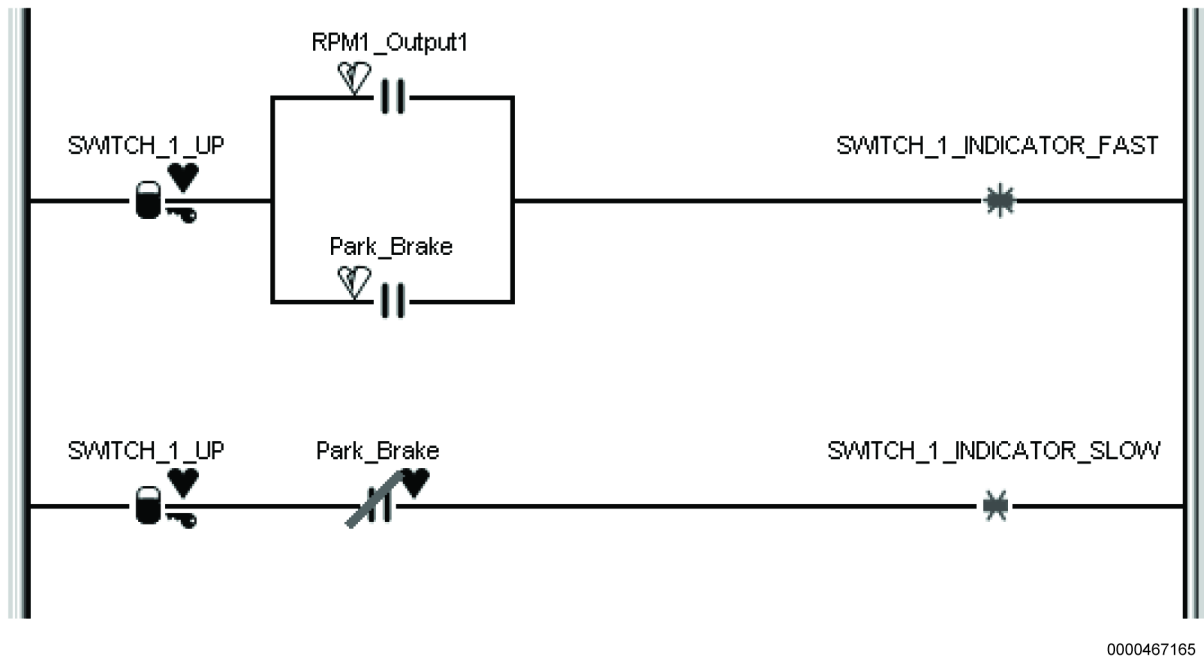 RPM1_Output1
SWITCH_1_UP
SWITCH_1_INDICATOR_FAST
Park_Brake
SWITCH_1_UP
Park_Brake
SWITCH_1_INDICATOR_SLOW
0000467165